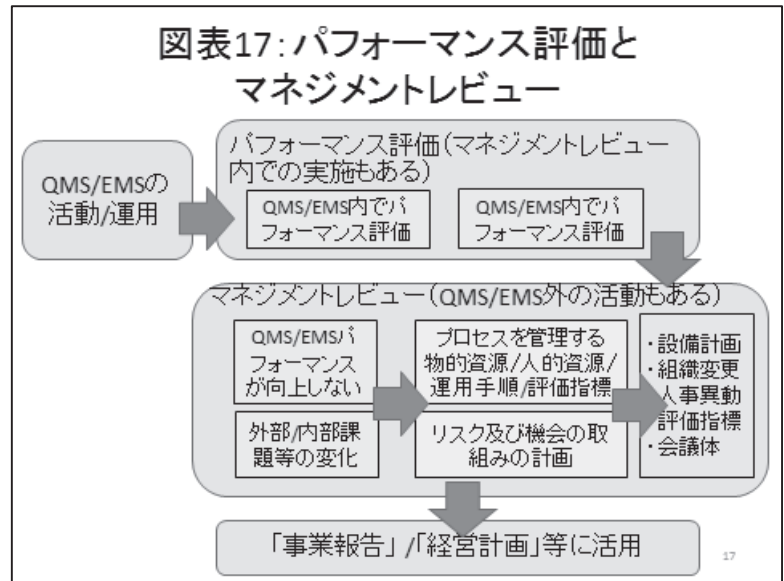 図表17: パフォーマンス評価と
マネジメントレビュー
QMS/EMSの
活動/運用
パフォーマンス評価(マネジメントレビュー
内での実施もある)
QMS/EMS内でパ
フォーマンス評価
QMS/EMS内でパ
フォーマンス評価
マネジメントレビュー(QMS/EMS外の活動もある)
QMS/EMSパ
フォーマンス
が向上しない
外部/内部課
題等の変化
プロセスを管理する
物的資源/人的資源/
運用手順/評価指標
リスク及び機会の取
組みの計画
・設備計画
・組織変更
人事異動
評価指標
・会議体
「事業報告」/「経営計画」等に活用
17